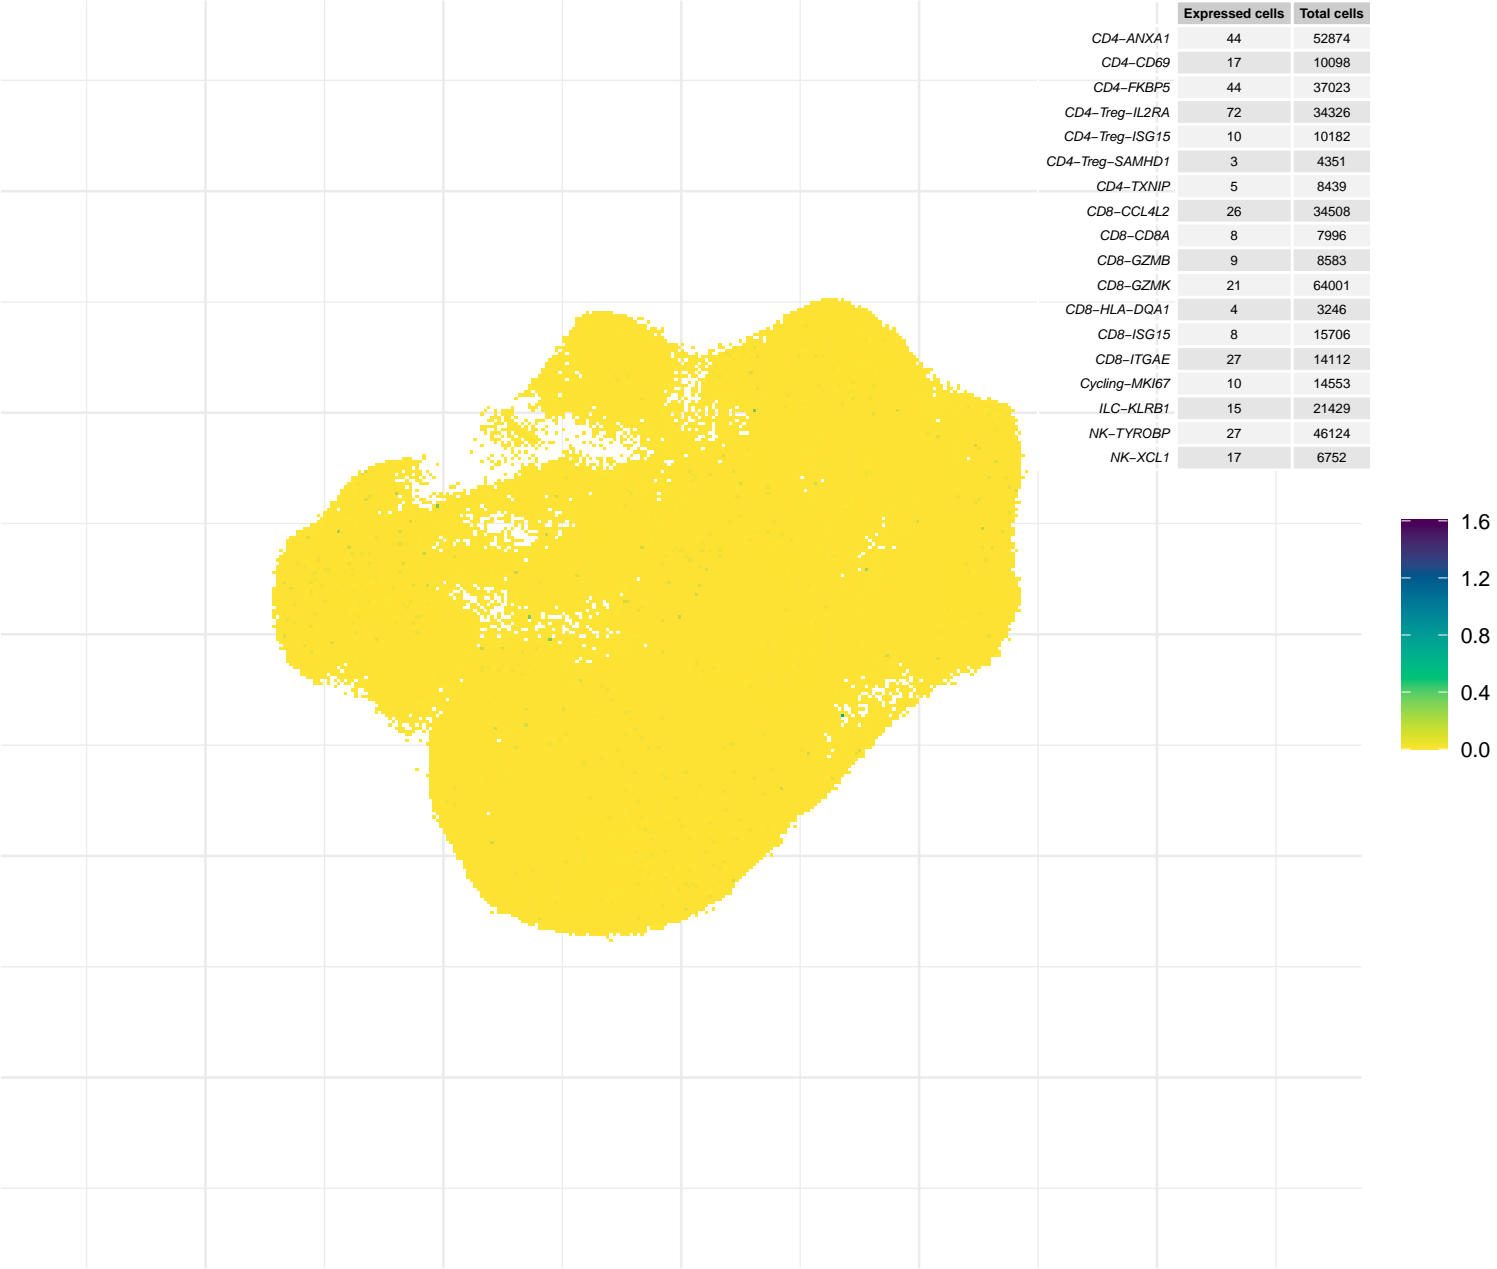 Expressed cells Total cells
CD4−ANXA1 44 52874
CD4−CD69 17 10098
CD4−FKBP5 44 37023
CD4−Treg−IL2RA 72 34326
CD4−Treg−ISG15 10 10182
CD4−Treg−SAMHD1 3 4351
CD4−TXNIP 5 8439
CD8−CCL4L2 26 34508
CD8−CD8A 8 7996
CD8−GZMB 9 8583
CD8−GZMK 21 64001
CD8−HLA−DQA1 4 3246
CD8−ISG15 8 15706
CD8−ITGAE 27 14112
Cycling−MKI67 10 14553
ILC−KLRB1 15 21429
NK−TYROBP 27 46124
NK−XCL1 17 6752
1.6
1.2
0.8
0.4
0.0